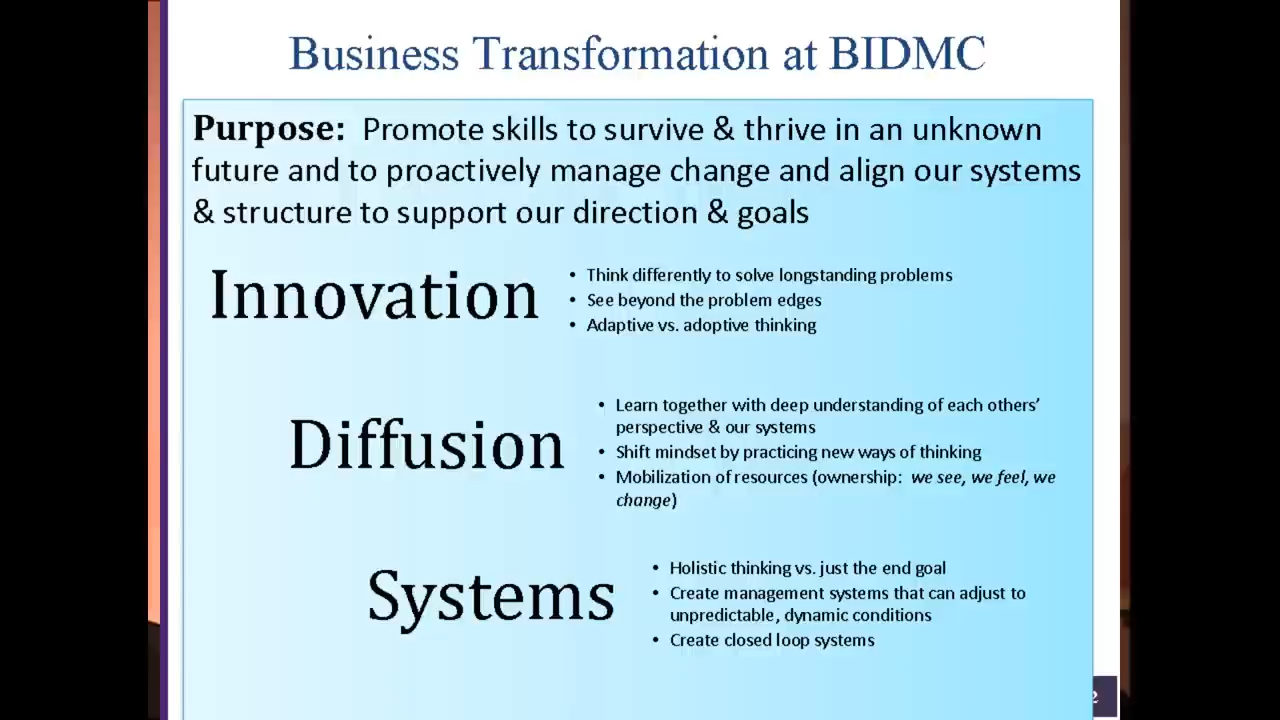 Business Transformation at BIDMC
Purpose: Promote skills to survive & thrive in an unknown
future and to proactively manage change and align our systems
& structure to support our direction & goals
Innovation
• Think differently to solve longstanding problems
• See beyond the problem edges
• Adaptive vs. adoptive thinking
Diffusion
• Learn together with deep understanding of each others’
perspective & our systems
• Shift mindset by practicing new ways of thinking
• Mobilization of resources (ownership: we see, we feel, we
change)
Systems
• Holistic thinking vs. just the end goal
• Create management systems that can adjust to
unpredictable, dynamic conditions
• Create closed loop systems
2